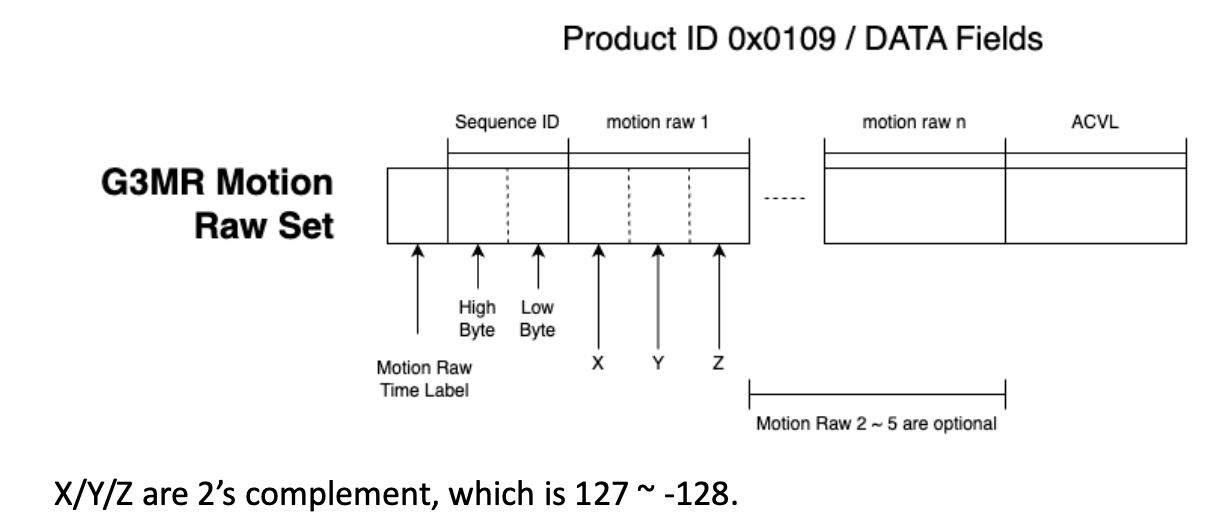 Product ID 0x0109 / DATA Fields
Sequence ID
motion raw 1
motion raw n
ACVL
G3MR Motion
Raw Set
High
Byte
Low
Byte
X
Y
Z
Motion Raw
Time Label
Motion Raw 2 ~ 5 are optional
X/Y/Z are 2’s complement, which is 127 ~ -128.